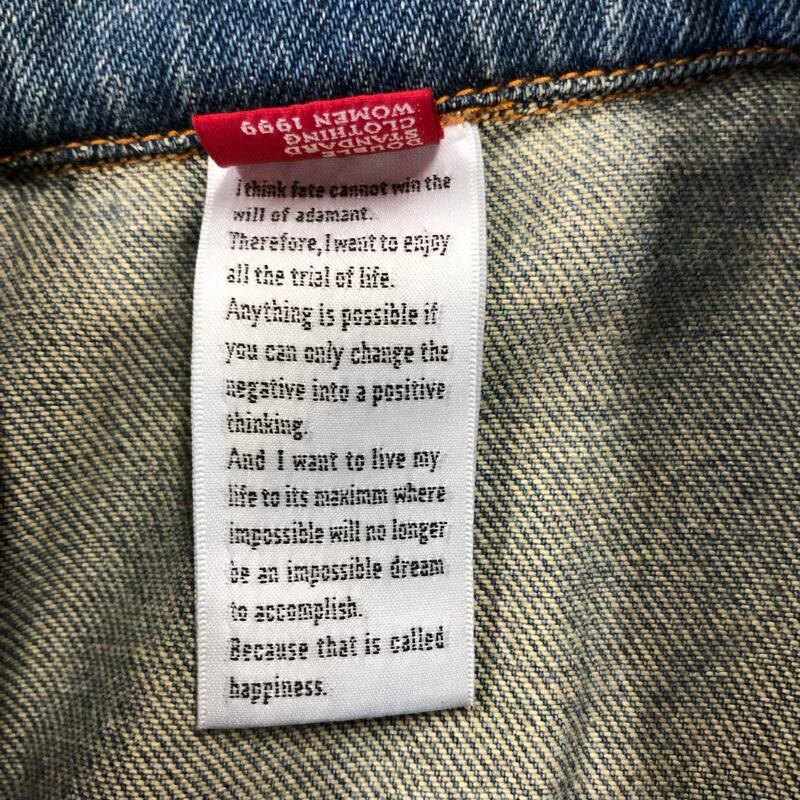 DOUBLE
STANDARD
CLOTHING
WOMEN 1999
i think fate cannot win the
will of adamant.
Therefore,I want to enjoy
all the trial of life.
Anything is possible if
you can only change the
negative into a positive
thinking.
And I want to live my
life to its maximm where
impossible will no longer
be an impossible dream
to accomplish.
Because that is called
happiness.